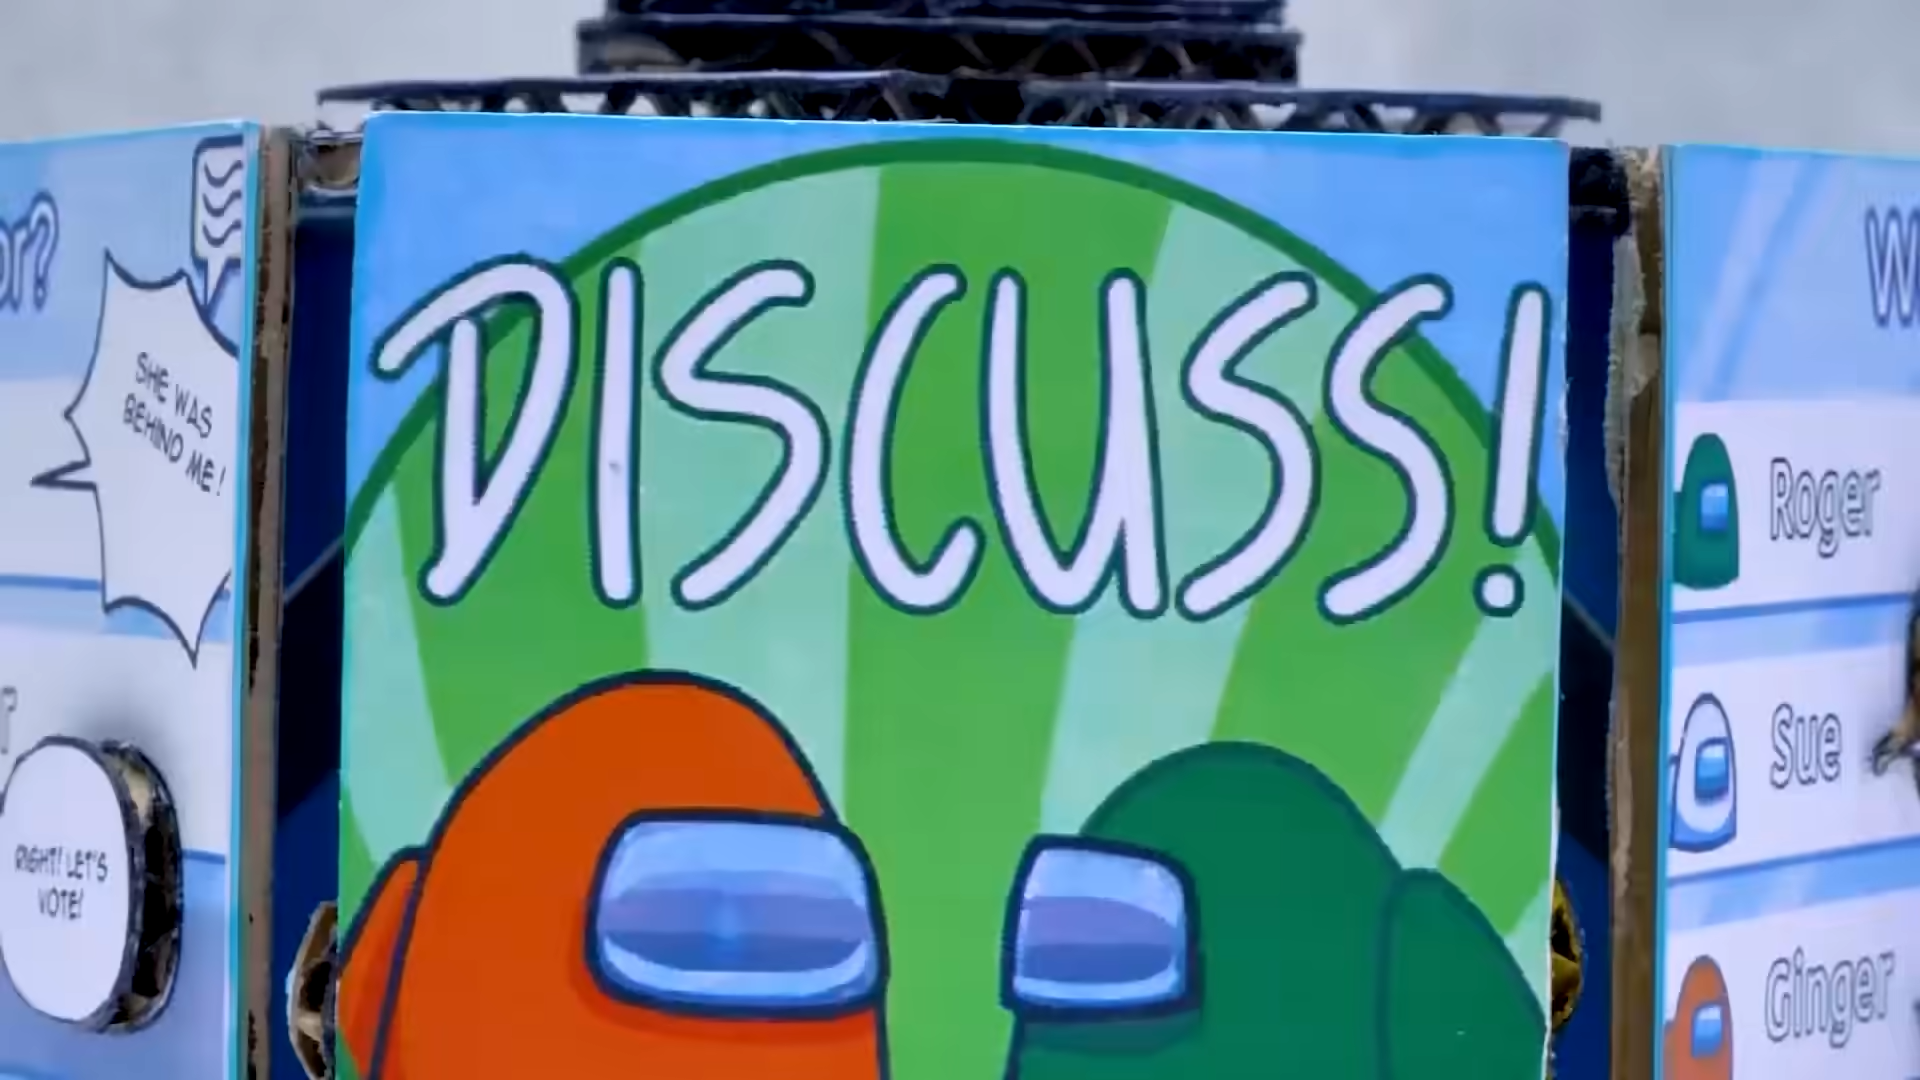 SHE WAS
BEHIND ME!
RIGHT! LET'S
VOTE!
DISCUSS!
Roger
Sue
Ginger